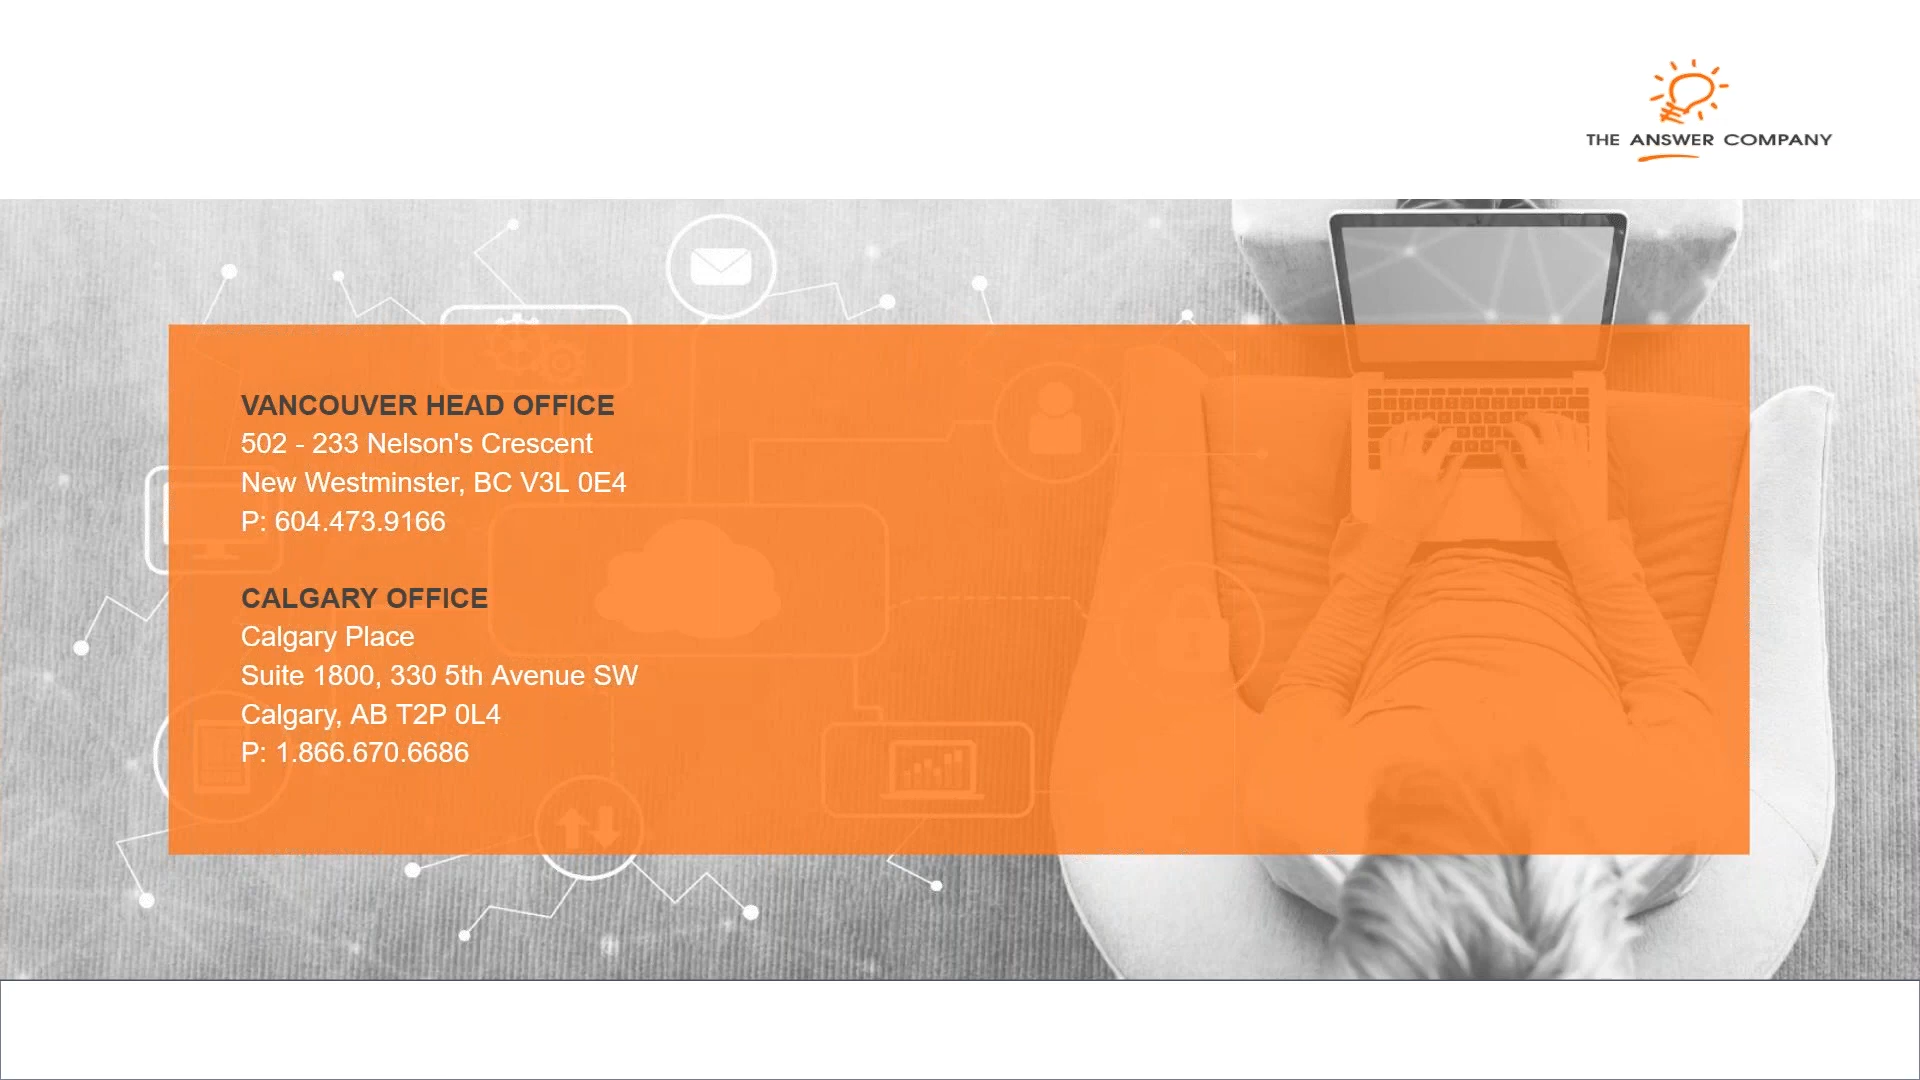 THE ANSWER COMPANY
VANCOUVER HEAD OFFICE
502 - 233 Nelson's Crescent
New Westminster, BC V3L 0E4
P: 604.473.9166
CALGARY OFFICE
Calgary Place
Suite 1800, 330 5th Avenue SW
Calgary, AB T2P 0L4
P: 1.866.670.6686